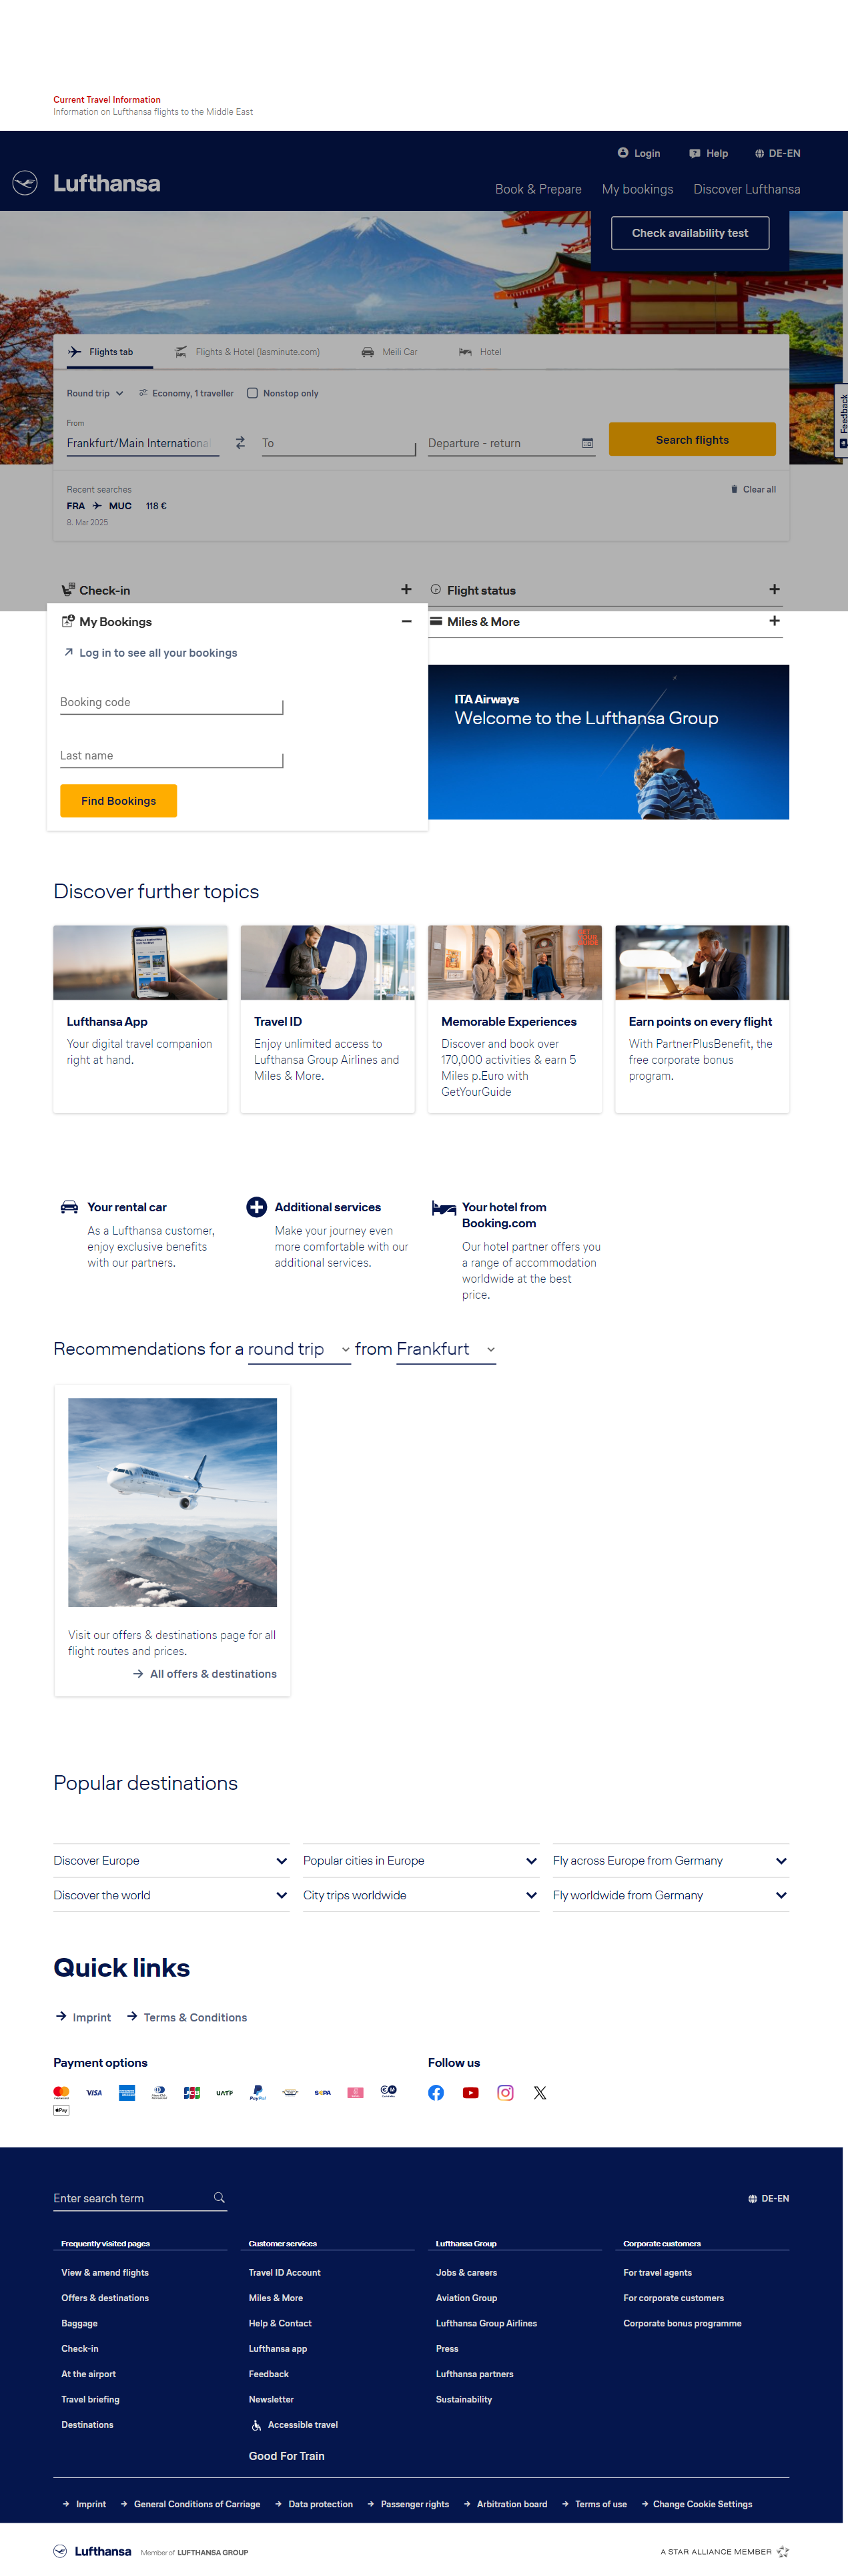 Current Travel Information
Information on Lufthansa flights to the Middle East
Login
Help
DE-EN
Lufthansa
Book & Prepare
My bookings
Discover Lufthansa
Check availability test
Flights tab
Flights & Hotel (lasminute.com)
Meili Car
Hotel
Feedback
Round trip
Economy, 1 traveller
Nonstop only
From
Frankfurt/Main Internationa
To
Departure - return
Search flights
Recent searches
Clear all
FRA MUC 118 €
8. Mar 2025
Check-in
Flight status
My Bookings
Miles & More
Log in to see all your bookings
Booking code
Last name
Find Bookings
ITA Airways
Welcome to the Lufthansa Group
Discover further topics
GET
YOUR
GUIDE
Lufthansa App
Your digital travel companion
right at hand.
Travel ID
Enjoy unlimited access to
Lufthansa Group Airlines and
Miles & More.
Memorable Experiences
Discover and book over
170,000 activities & earn 5
Miles p.Euro with
GetYourGuide
Earn points on every flight
With PartnerPlusBenefit, the
free corporate bonus
program.
Your rental car
As a Lufthansa customer,
enjoy exclusive benefits
with our partners.
Additional services
Make your journey even
more comfortable with our
additional services.
Your hotel from
Booking.com
Our hotel partner offers you
a range of accommodation
worldwide at the best
price.
Recommendations for a round trip from Frankfurt
Visit our offers & destinations page for all
flight routes and prices.
All offers & destinations
Popular destinations
Discover Europe
Popular cities in Europe
Fly across Europe from Germany
Discover the world
City trips worldwide
Fly worldwide from Germany
Quick links
Imprint
Terms & Conditions
Payment options
Follow us
VISA
JCB
UATP
PayPal
SEPA
Pay
Enter search term
DE-EN
Frequently visited pages
View & amend flights
Offers & destinations
Baggage
Check-in
At the airport
Travel briefing
Destinations
Customer services
Travel ID Account
Miles & More
Help & Contact
Lufthansa app
Feedback
Newsletter
Accessible travel
Good For Train
Lufthansa Group
Jobs & careers
Aviation Group
Lufthansa Group Airlines
Press
Lufthansa partners
Sustainability
Corporate customers
For travel agents
For corporate customers
Corporate bonus programme
Imprint
General Conditions of Carriage
Data protection
Passenger rights
Arbitration board
Terms of use
Change Cookie Settings
Lufthansa
Member of LUFTHANSA GROUP
A STAR ALLIANCE MEMBER